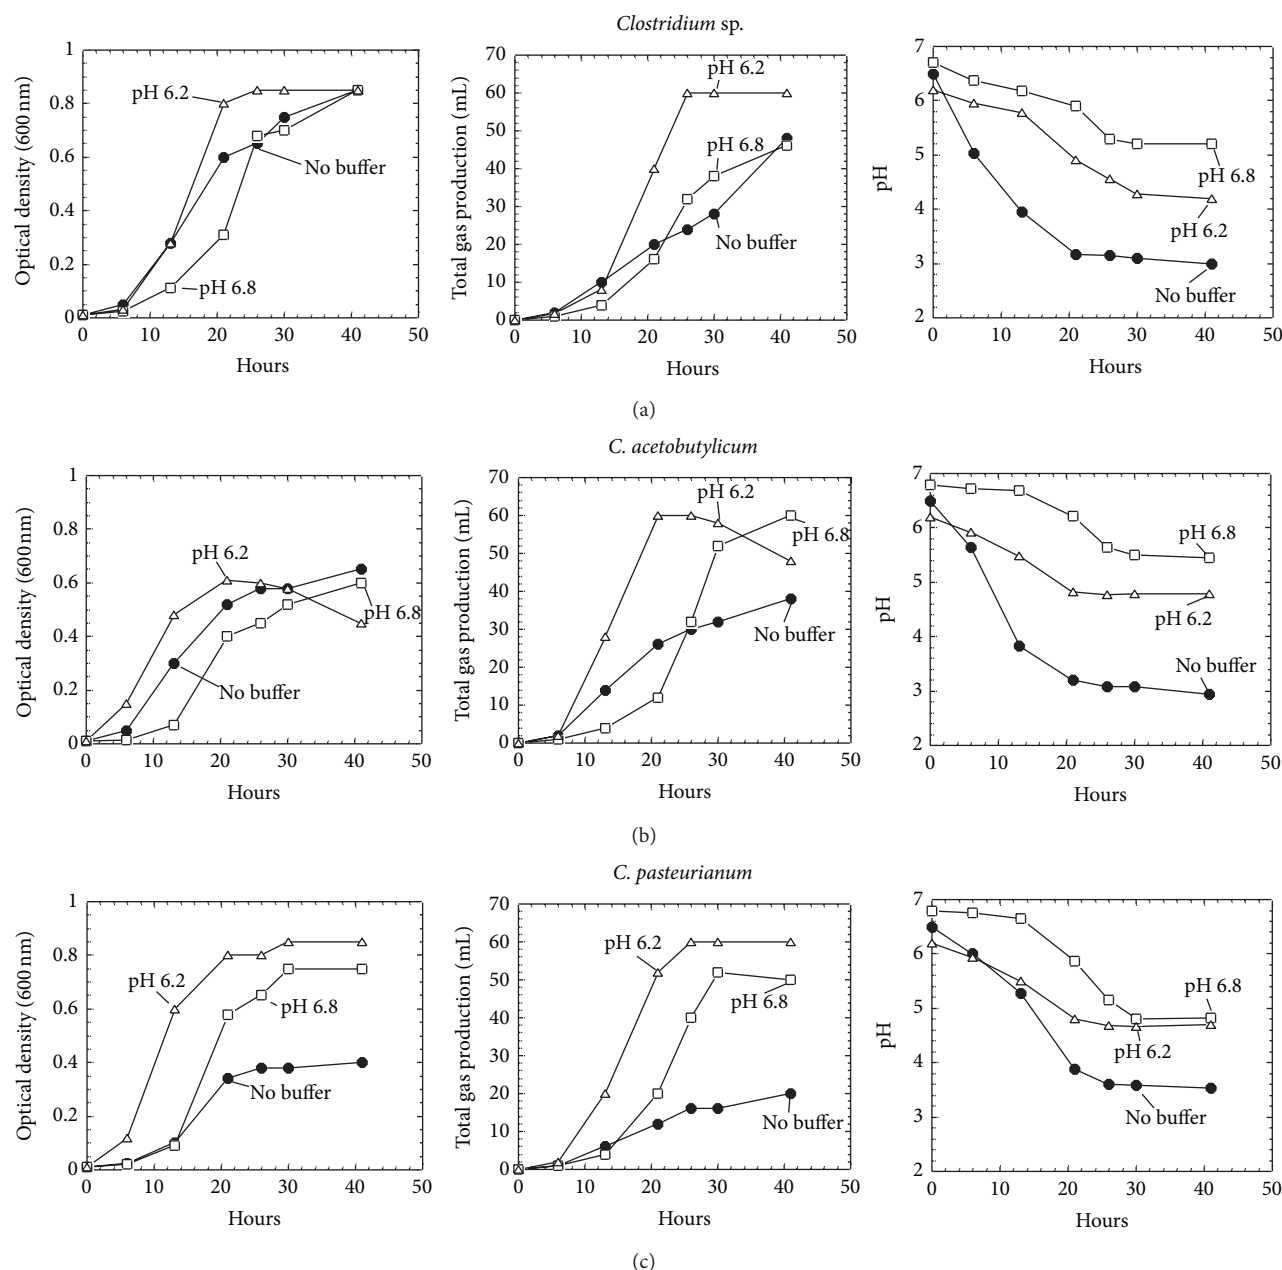 Clostridium sp.
1
0.8
0.6
0.4
0.2
0
0 10 20 30 40 50
Optical density (600 nm)
Hours
pH 6.2
No buffer
pH 6.8
70
60
50
40
30
20
10
0
0 10 20 30 40 50
Total gas production (mL)
Hours
pH 6.2
pH 6.8
No buffer
7
6
5
4
3
2
0 10 20 30 40 50
pH
Hours
pH 6.8
pH 6.2
No buffer
(a)
C. acetobutylicum
1
0.8
0.6
0.4
0.2
0
0 10 20 30 40 50
Optical density (600 nm)
Hours
pH 6.2
pH 6.8
No buffer
70
60
50
40
30
20
10
0
0 10 20 30 40 50
Total gas production (mL)
Hours
pH 6.2
pH 6.8
No buffer
7
6
5
4
3
2
0 10 20 30 40 50
pH
Hours
pH 6.8
pH 6.2
No buffer
(b)
C. pasteurianum
1
0.8
0.6
0.4
0.2
0
0 10 20 30 40 50
Optical density (600 nm)
Hours
pH 6.2
pH 6.8
No buffer
70
60
50
40
30
20
10
0
0 10 20 30 40 50
Total gas production (mL)
Hours
pH 6.2
pH 6.8
No buffer
7
6
5
4
3
2
0 10 20 30 40 50
pH
Hours
pH 6.8
pH 6.2
No buffer
(c)